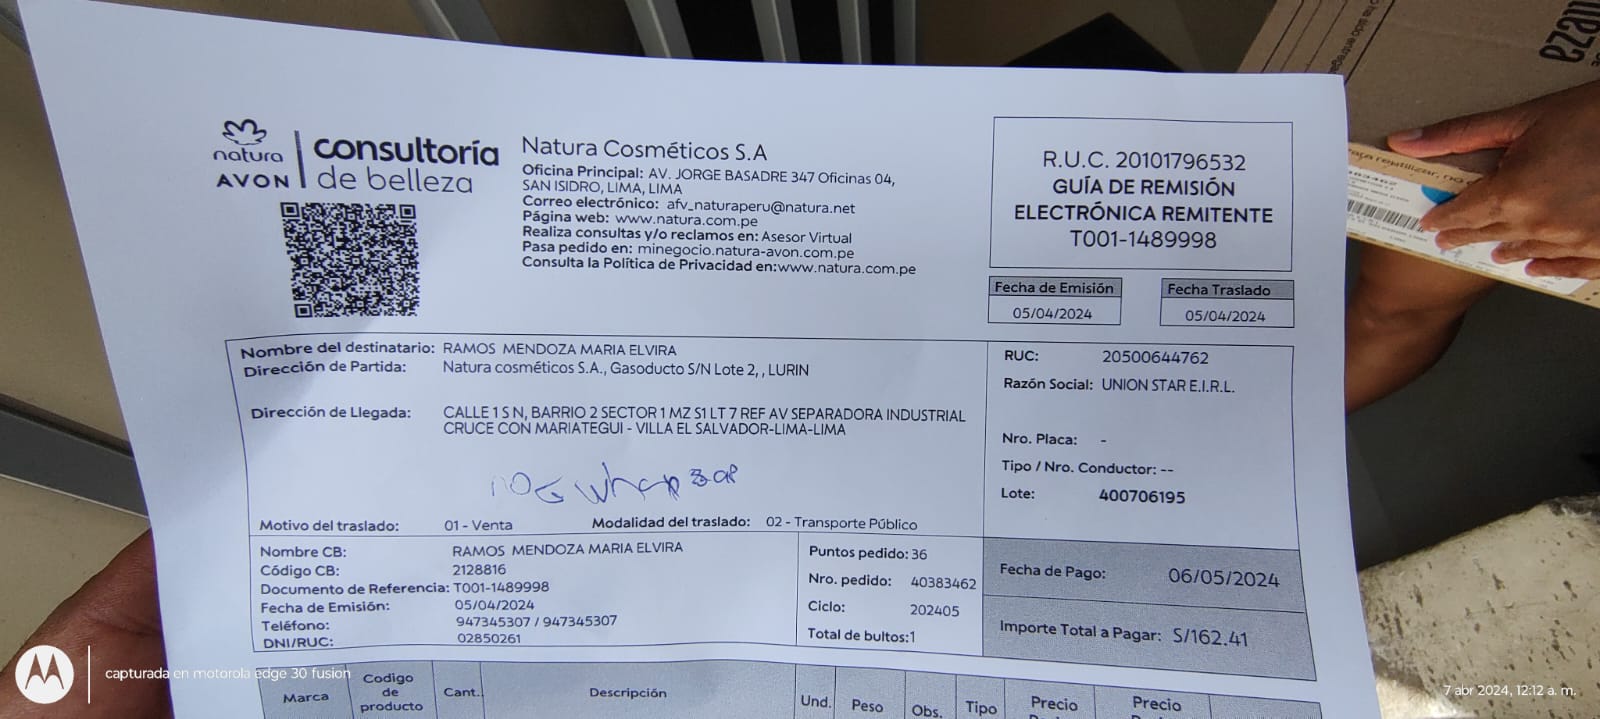 natura
AVON
consultoría
de belleza
Natura Cosméticos S.A
Oficina Principal: AV. JORGE BASADRE 347 Oficinas 04,
SAN ISIDRO, LIMA, LIMA
Correo electrónico: afv_naturaperu@natura.net
Página web: www.natura.com.pe
Realiza consultas y/o reclamos en: Asesor Virtual
Pasa pedido en: minegocio.natura-avon.com.pe
Consulta la Política de Privacidad en:www.natura.com.pe
R.U.C. 20101796532
GUÍA DE REMISIÓN
ELECTRÓNICA REMITENTE
T001-1489998
Fecha de Emisión
05/04/2024
Fecha Traslado
05/04/2024
Nombre del destinatario: RAMOS MENDOZA MARIA ELVIRA
Dirección de Partida: Natura cosméticos S.A., Gasoducto S/N Lote 2, , LURIN
Dirección de Llegada: CALLE 1 S N, BARRIO 2 SECTOR 1 MZ S1 LT 7 REF AV SEPARADORA INDUSTRIAL
CRUCE CON MARIATEGUI - VILLA EL SALVADOR-LIMA-LIMA
Motivo del traslado: 01 - Venta Modalidad del traslado: 02 - Transporte Público
RUC: 20500644762
Razón Social: UNION STAR E.I.R.L.
Nro. Placa: -
Tipo / Nro. Conductor: --
Lote: 400706195
Nombre CB: RAMOS MENDOZA MARIA ELVIRA
Código CB: 2128816
Documento de Referencia: T001-1489998
Fecha de Emisión: 05/04/2024
Teléfono: 947345307 / 947345307
DNI/RUC: 02850261
Puntos pedido: 36
Nro. pedido: 40383462
Ciclo: 202405
Total de bultos:1
Fecha de Pago: 06/05/2024
Importe Total a Pagar: S/162.41
Marca
Codigo
de
producto
Cant.
Descripción
Und.
Peso
Obs.
Tipo
Precio
Precio
capturada en motorola edge 30 fusion
7 abr 2024, 12:12 a. m.